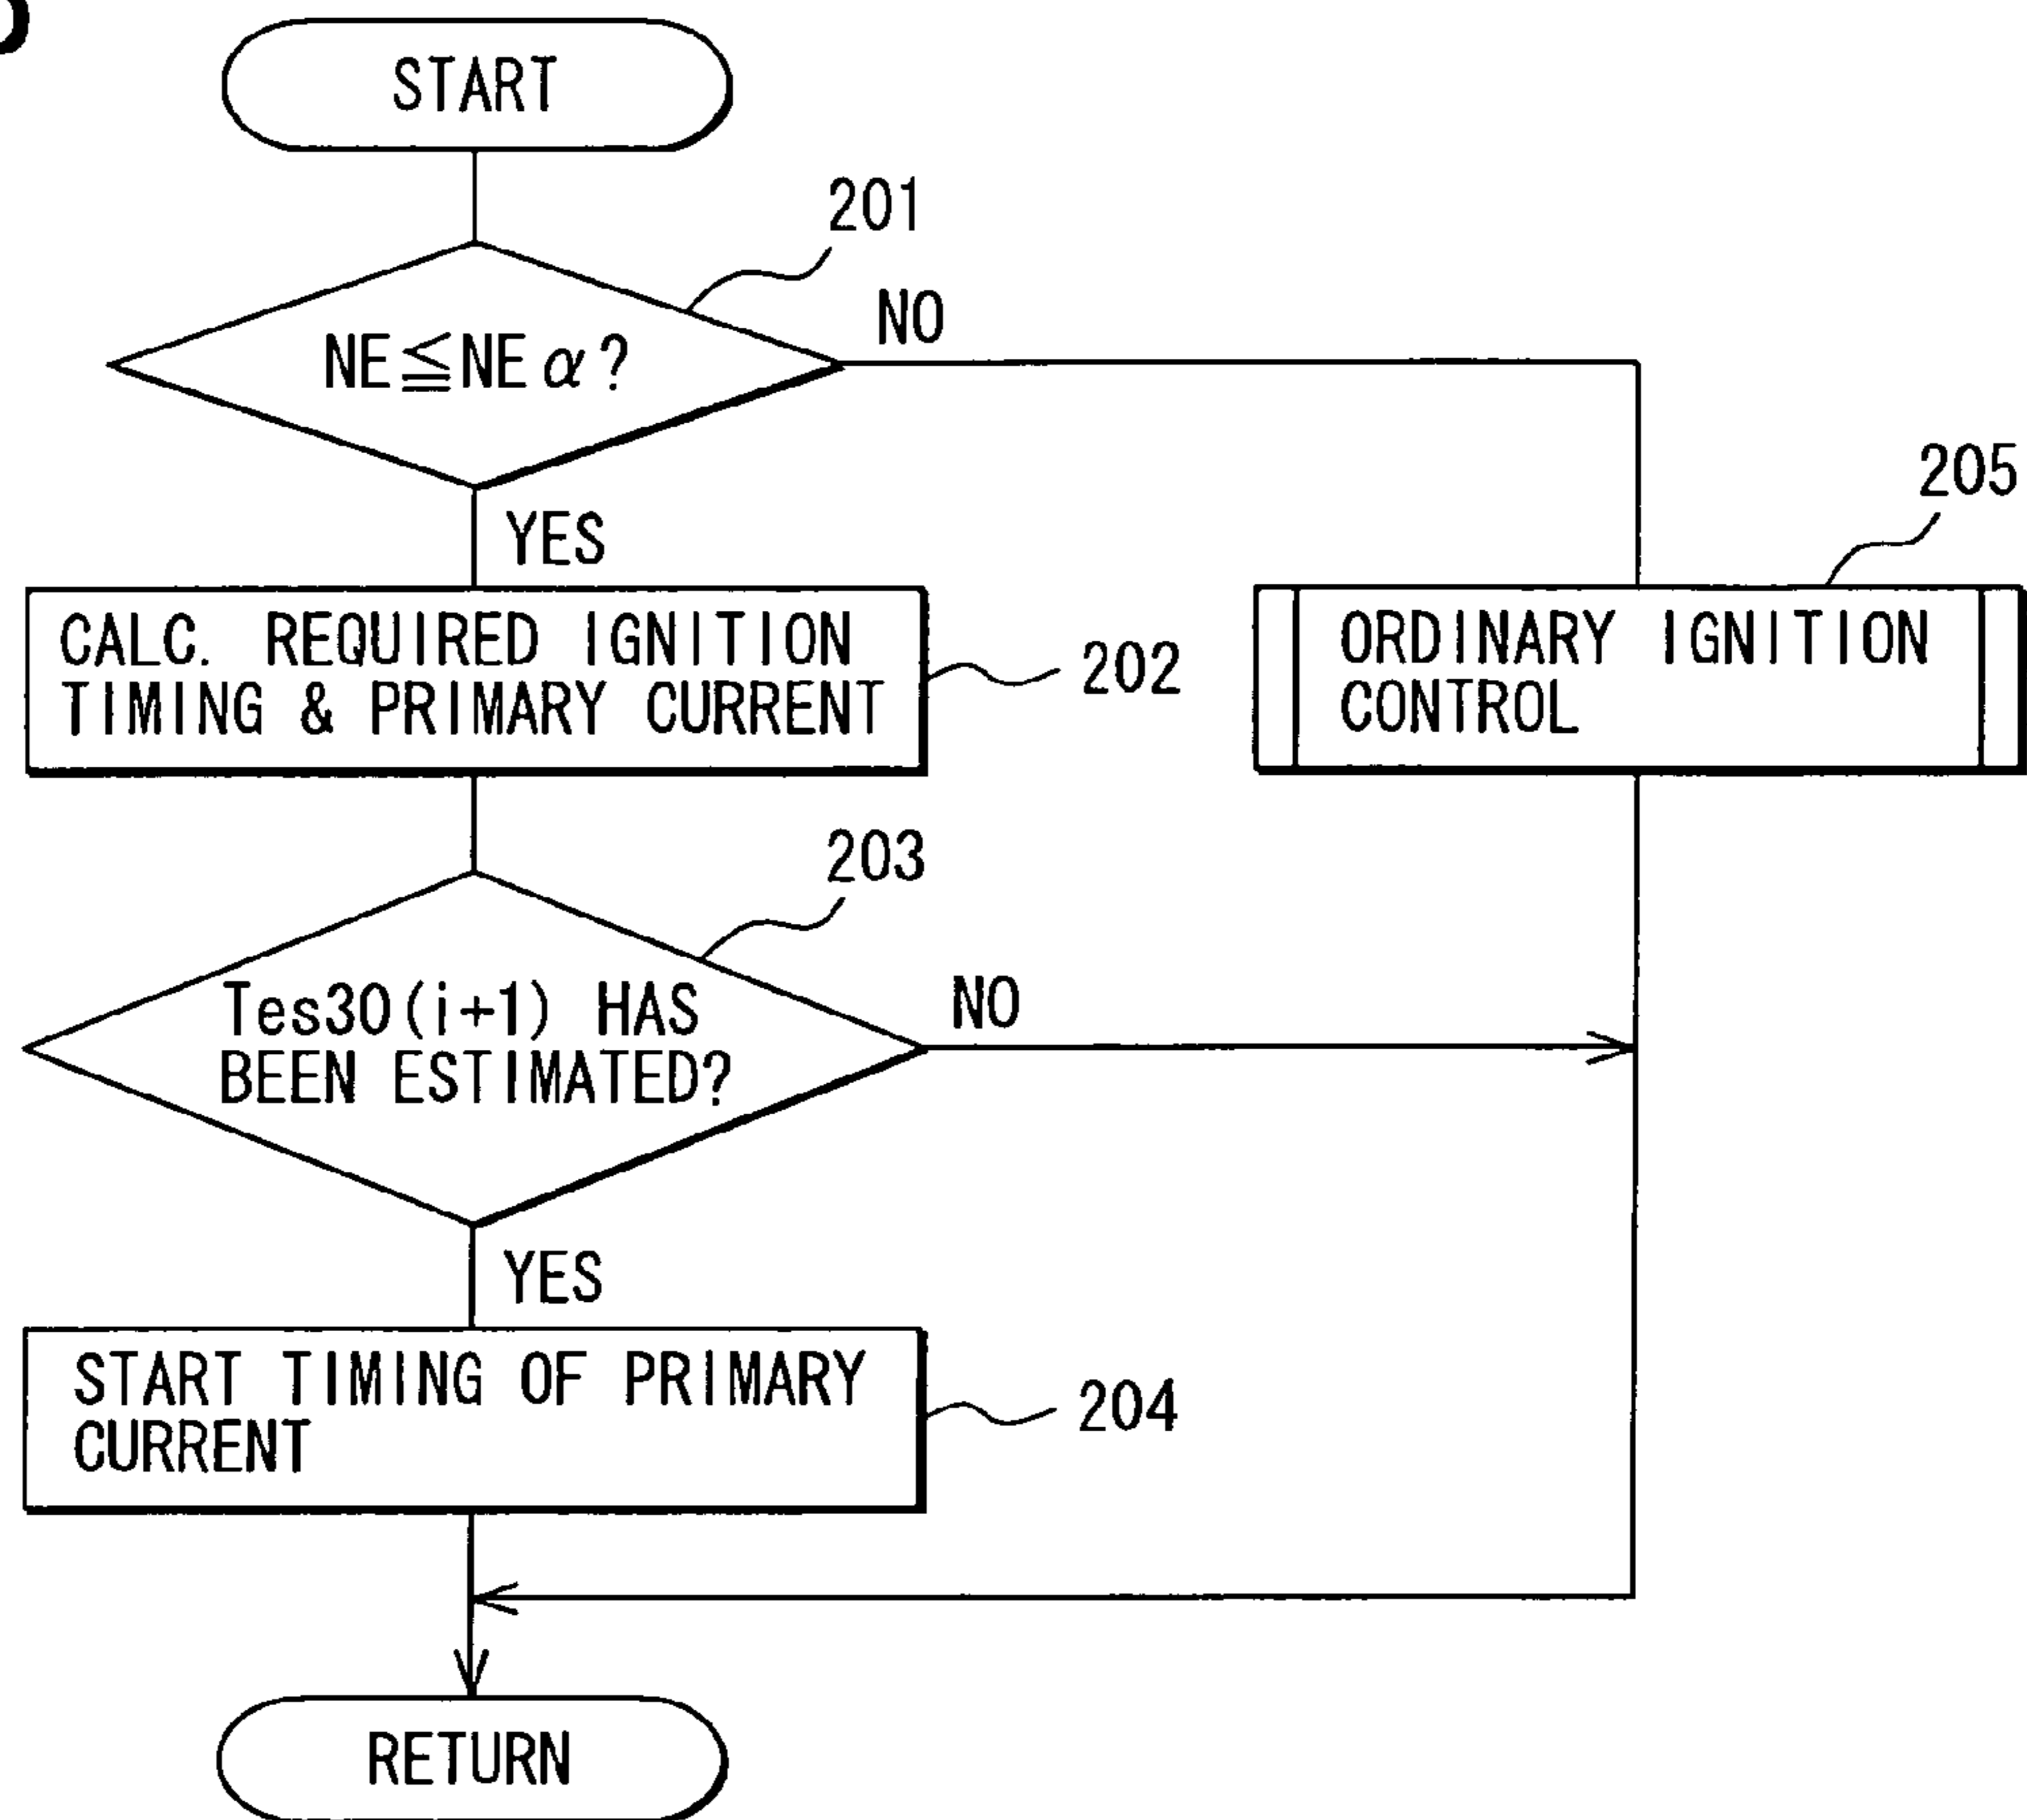 START
201
NE≦NEα?
NO
YES
205
CALC. REQUIRED IGNITION
TIMING & PRIMARY CURRENT
202
ORDINARY IGNITION
CONTROL
203
Tes30(i+1) HAS
BEEN ESTIMATED?
NO
YES
START TIMING OF PRIMARY
CURRENT
204
RETURN